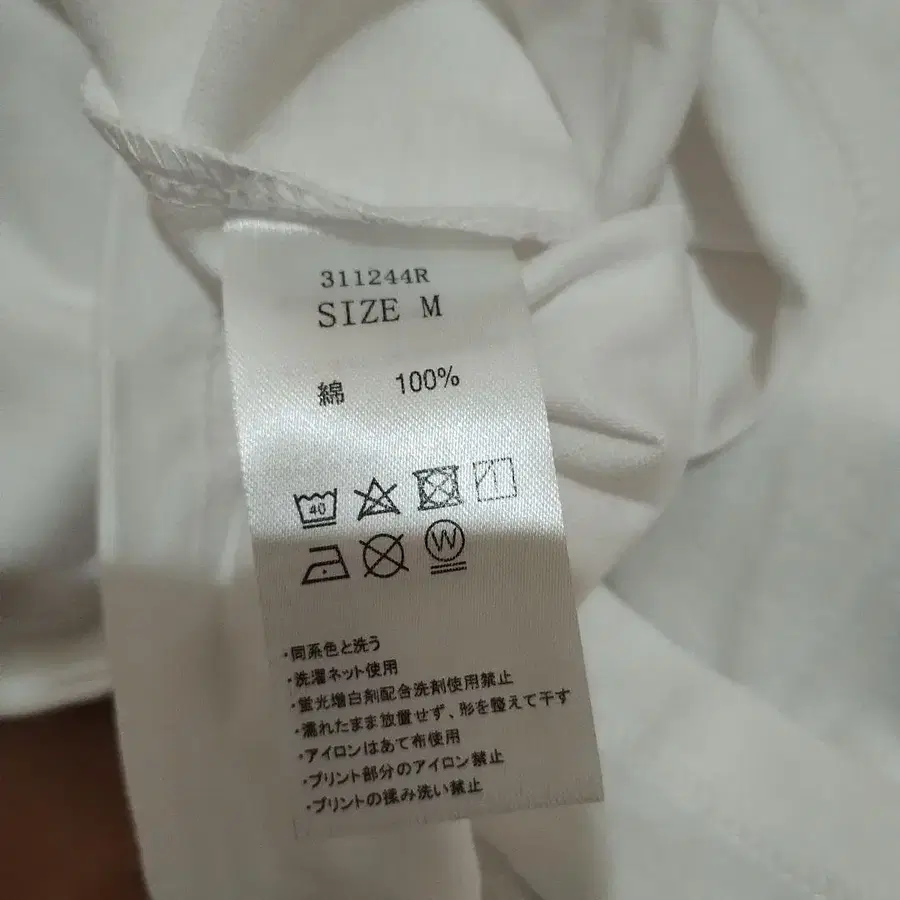 311244R
SIZE M
綿 100%
40
W
・同系色と洗う
・洗濯ネット使用
・蛍光増白剤配合洗剤使用禁止
・濡れたまま放置せず、形を整えて干す
・アイロンはあて布使用
・プリント部分のアイロン禁止
・プリントの揉み洗い禁止